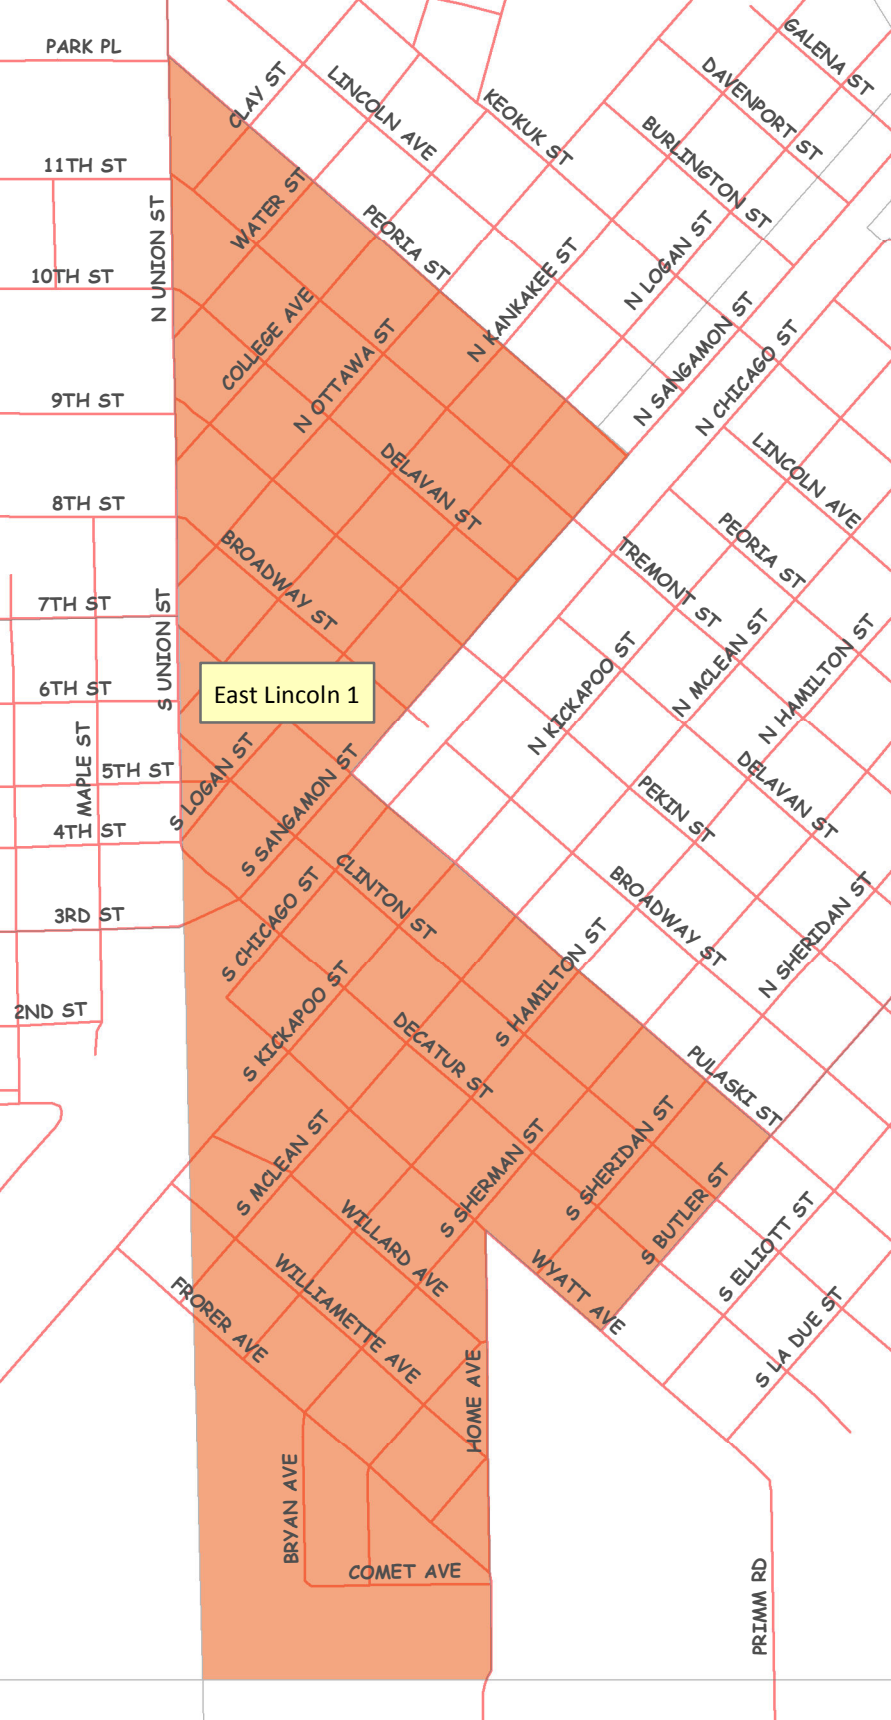 PARK PL
GALENA ST
CLAY ST
LINCOLN AVE
KEOKUK ST
DAVENPORT ST
BURLINGTON ST
11TH ST
WATER ST
N UNION ST
PEORIA ST
N LOGAN ST
10TH ST
COLLEGE AVE
N OTTAWA ST
N KANKAKEE ST
N SANGAMON ST
N CHICAGO ST
9TH ST
DELAVAN ST
LINCOLN AVE
8TH ST
BROADWAY ST
PEORIA ST
TREMONT ST
7TH ST
S UNION ST
N KICKAPOO ST
N MCLEAN ST
N HAMILTON ST
6TH ST
East Lincoln 1
MAPLE ST
5TH ST
S LOGAN ST
S SANGAMON ST
DELAVAN ST
PEKIN ST
4TH ST
CLINTON ST
BROADWAY ST
3RD ST
S CHICAGO ST
S HAMILTON ST
N SHERIDAN ST
2ND ST
S KICKAPOO ST
DECATUR ST
PULASKI ST
S MCLEAN ST
S SHERMAN ST
S SHERIDAN ST
S BUTLER ST
WILLARD AVE
S ELLIOTT ST
WILLIAMETTE AVE
WYATT AVE
FRORER AVE
S LA DUE ST
HOME AVE
BRYAN AVE
COMET AVE
PRIMM RD